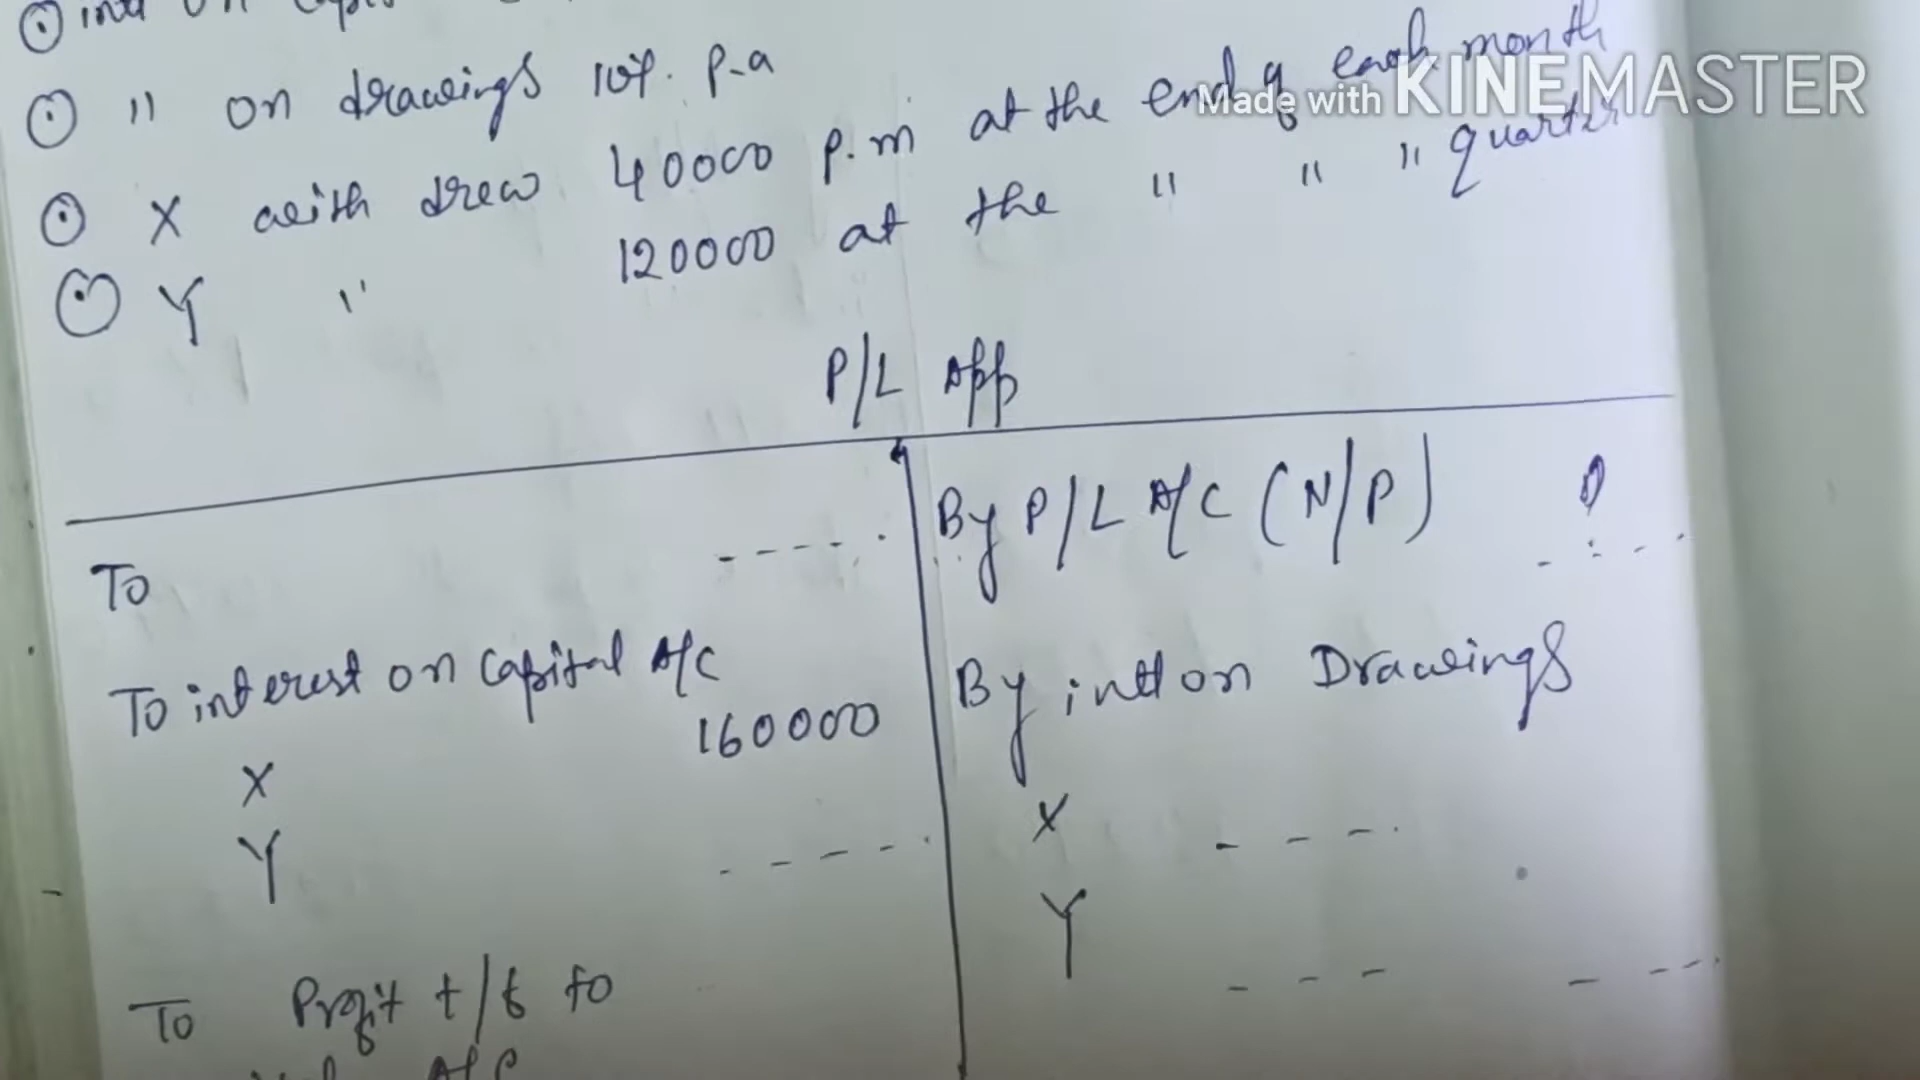 " on drawings 10%. p.a
X with drew 40000 p.m at the end of each month
Y " 120000 at the " " " quarter
Made with KINEMASTER
P/L App
To - - - - -
By P/L A/C (N/P)
To interest on Capital A/C
X 160000
Y - - - - -
By intt on Drawings
X - - - -
Y - - -
To Profit t/f to
A/C